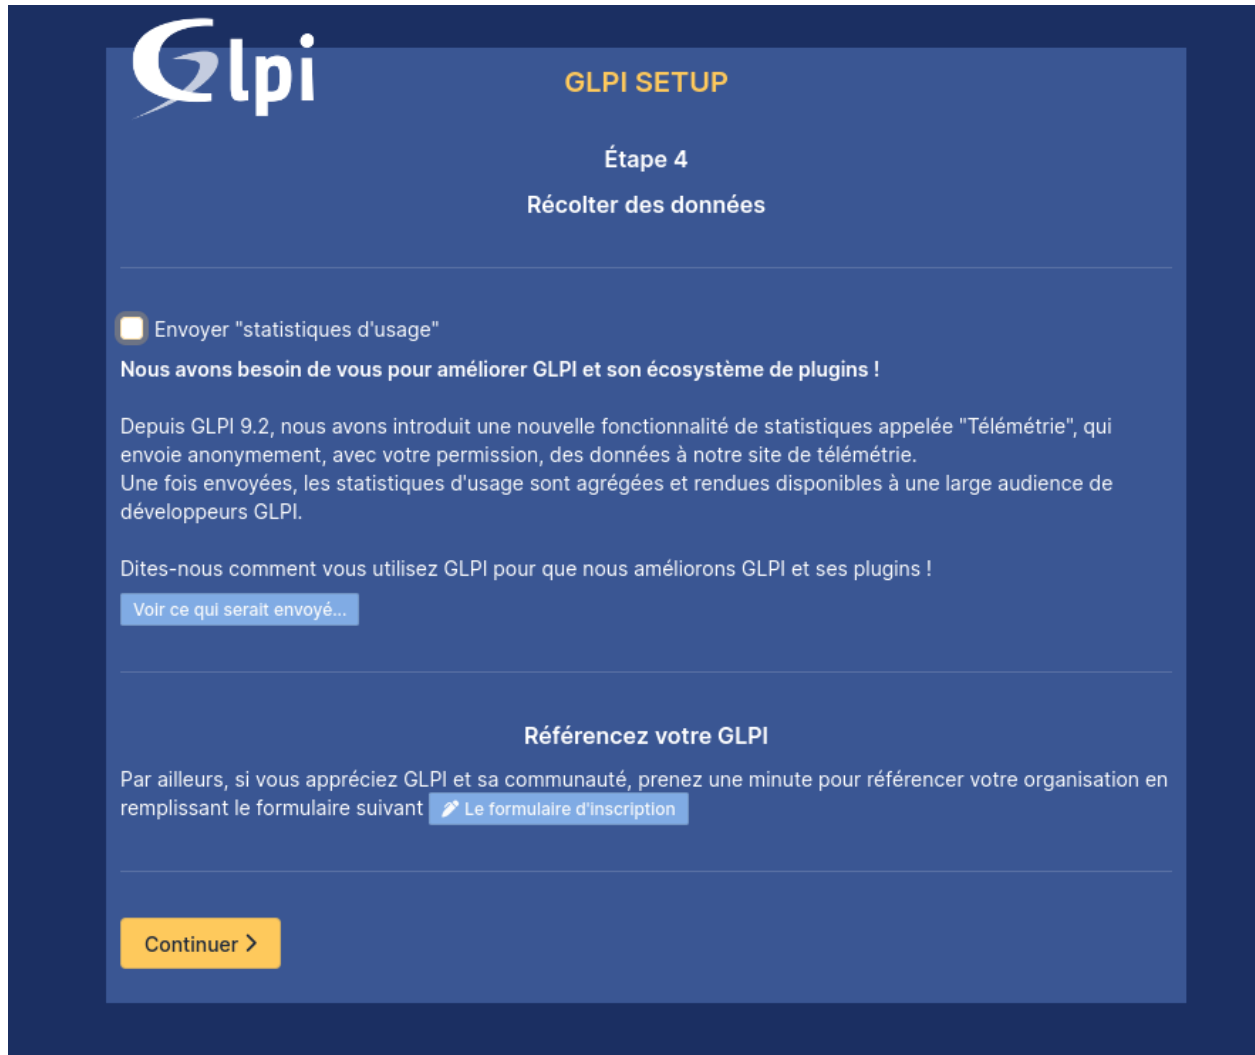 Glpi
GLPI SETUP
Étape 4
Récolter des données
Envoyer "statistiques d'usage"
Nous avons besoin de vous pour améliorer GLPI et son écosystème de plugins !
Depuis GLPI 9.2, nous avons introduit une nouvelle fonctionnalité de statistiques appelée "Télémétrie", qui
envoie anonymement, avec votre permission, des données à notre site de télémétrie.
Une fois envoyées, les statistiques d'usage sont agrégées et rendues disponibles à une large audience de
développeurs GLPI.
Dites-nous comment vous utilisez GLPI pour que nous améliorons GLPI et ses plugins !
Voir ce qui serait envoyé...
Référencez votre GLPI
Par ailleurs, si vous appréciez GLPI et sa communauté, prenez une minute pour référencer votre organisation en
remplissant le formulaire suivant Le formulaire d'inscription
Continuer